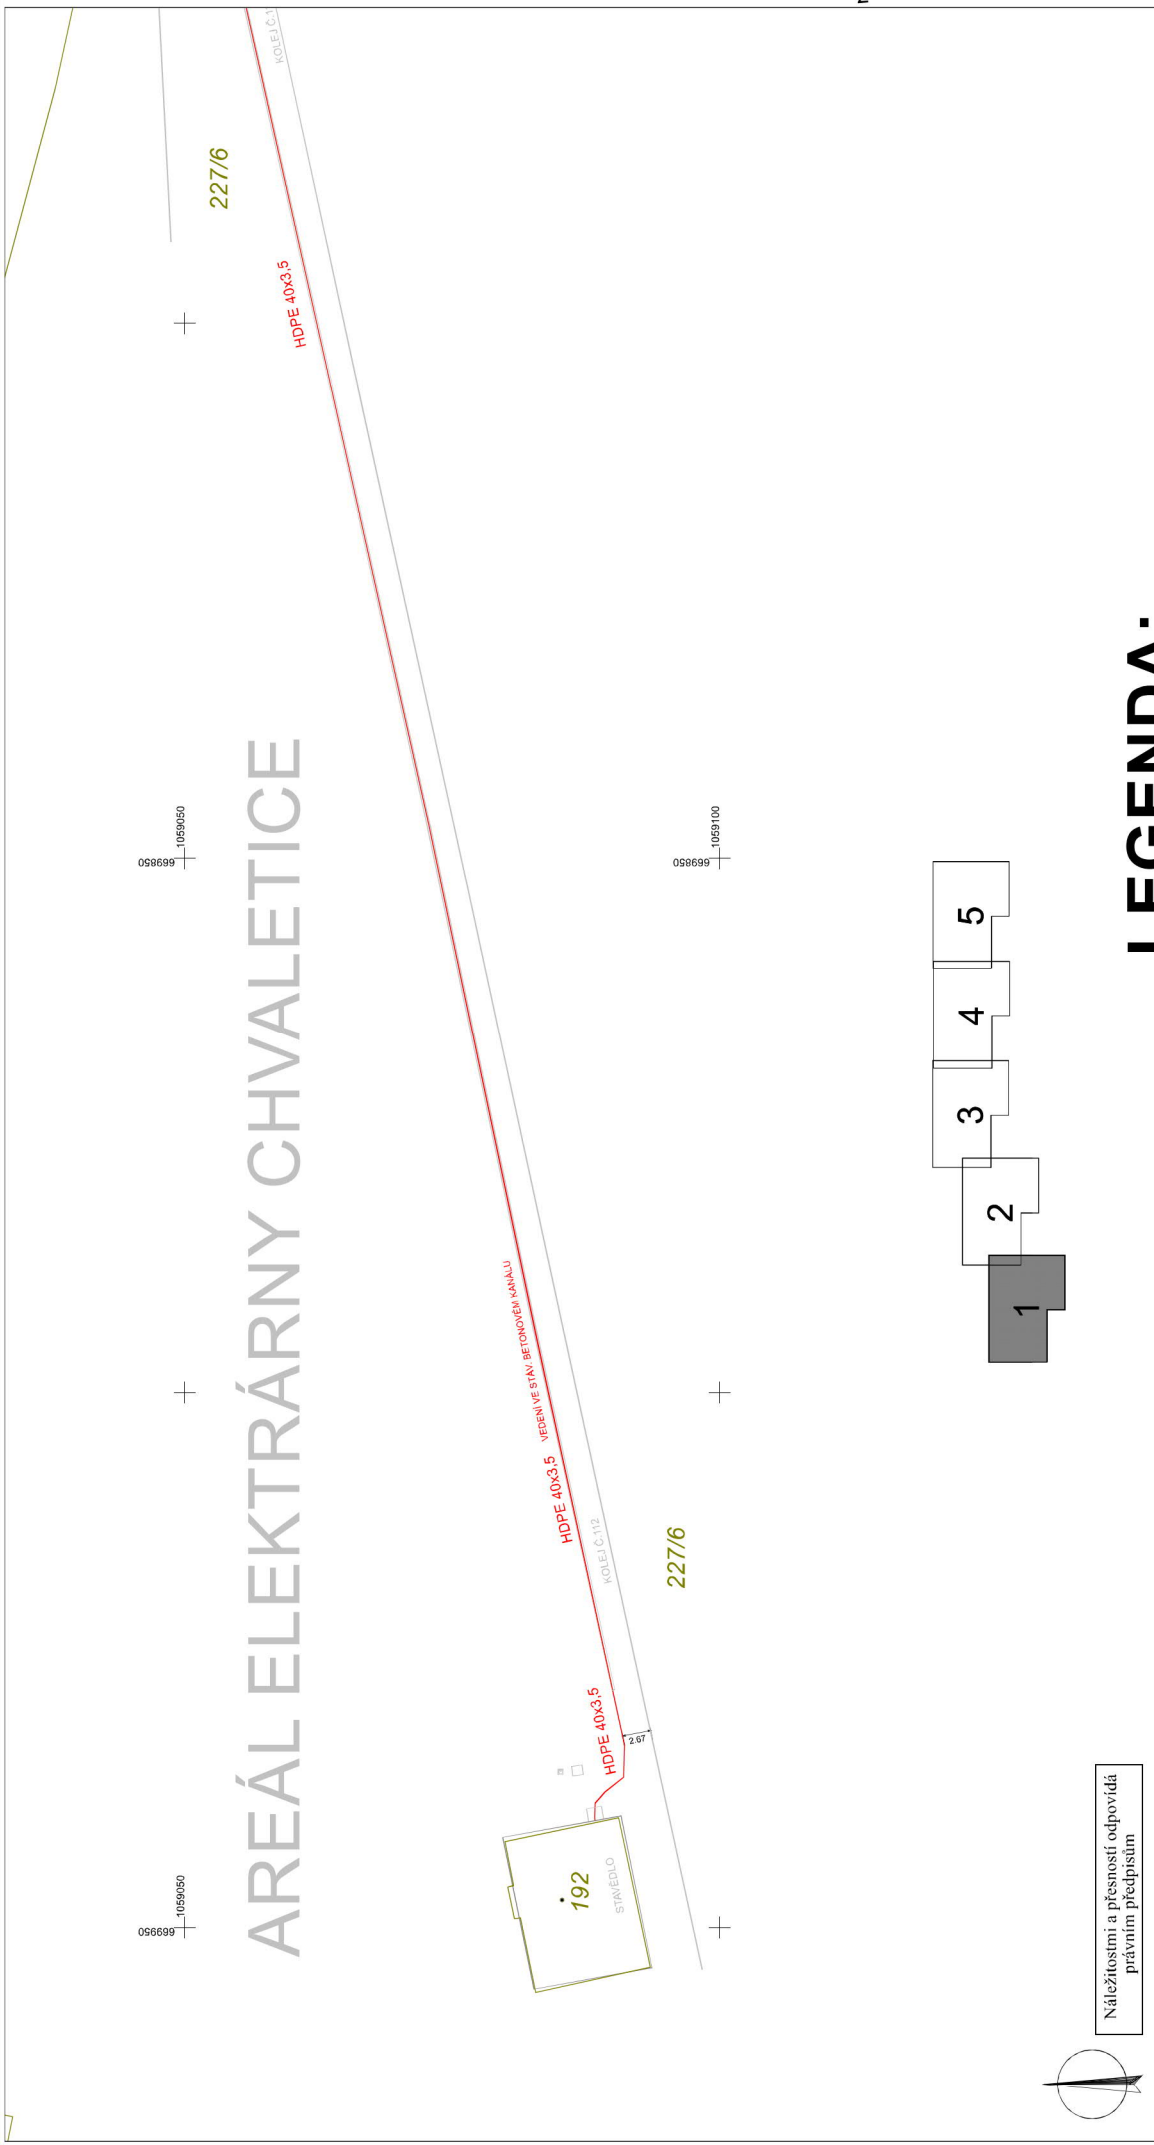 KOLEJ Č.1
227/6
HDPE 40x3,5
AREÁL ELEKTRÁRNY CHVALETICE
669850
1059050
669850
1059100
VEDENÍ VE STÁV. BETONOVÉM KANÁLU
HDPE 40x3,5
KOLEJ Č.112
227/6
HDPE 40x3,5
2.67
669950
1059050
192
STAVĚDLO
1
2
3
4
5
LEGENDA:
Náležitostmi a přesností odpovídá
právním předpisům